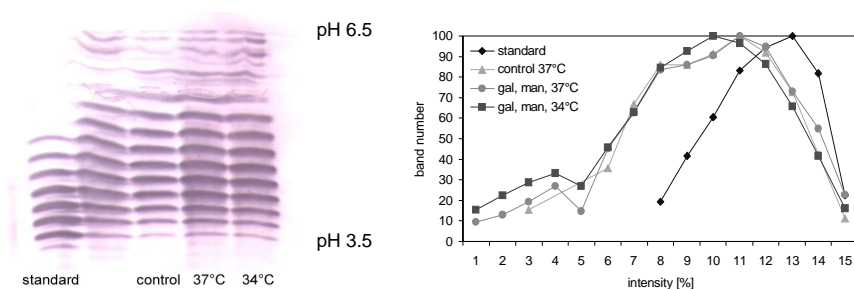 pH 6.5
pH 3.5
standard
control
37°C
34°C
100
90
80
70
60
50
40
30
20
10
0
band number
standard
control 37°C
gal, man, 37°C
gal, man, 34°C
1 2 3 4 5 6 7 8 9 10 11 12 13 14 15
intensity [%]